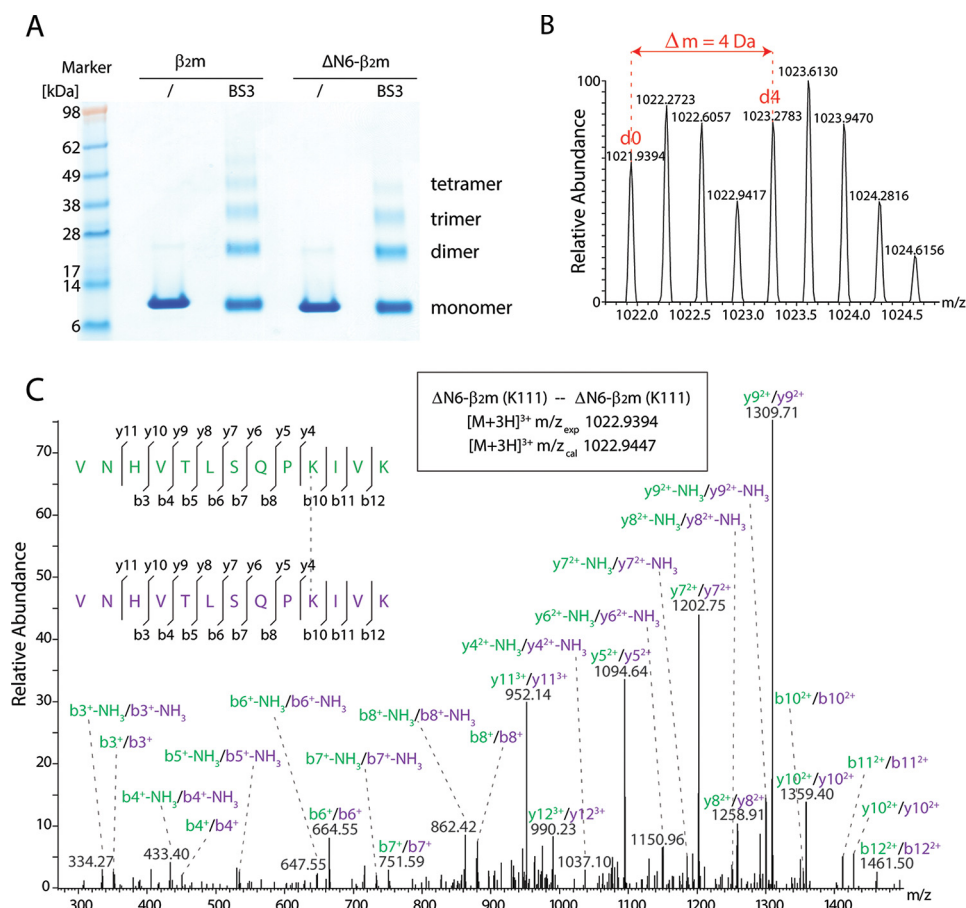 A
Marker
[kDa]
β₂m
ΔN6-β₂m
/ BS3 / BS3
98
62
49
38
28
17
14
6
tetramer
trimer
dimer
monomer
B
Δm = 4 Da
d0
d4
1021.9394
1022.2723
1022.6057
1022.9417
1023.2783
1023.6130
1023.9470
1024.2816
1024.6156
Relative Abundance
100
0
1022.0 1022.5 1023.0 1023.5 1024.0 1024.5
m/z
C
ΔN6-β₂m (K111) -- ΔN6-β₂m (K111)
[M+3H]³⁺ m/z exp 1022.9394
[M+3H]³⁺ m/z cal 1022.9447
y11 y10 y9 y8 y7 y6 y5 y4
V N H V T L S Q P K I V K
b3 b4 b5 b6 b7 b8 b10 b11 b12
y11 y10 y9 y8 y7 y6 y5 y4
V N H V T L S Q P K I V K
b3 b4 b5 b6 b7 b8 b10 b11 b12
Relative Abundance
70
60
50
40
30
20
10
0
b3⁺-NH₃/b3⁺-NH₃
334.27
b3⁺/b3⁺
b4⁺-NH₃/b4⁺-NH₃
433.40
b4⁺/b4⁺
b5⁺-NH₃/b5⁺-NH₃
b6⁺-NH₃/b6⁺-NH₃
647.55
b6⁺/b6⁺
664.55
b7⁺-NH₃/b7⁺-NH₃
b7⁺/b7⁺
751.59
b8⁺-NH₃/b8⁺-NH₃
862.42
b8⁺/b8⁺
y11³⁺/y11³⁺
952.14
y12³⁺/y12³⁺
990.23
y4²⁺-NH₃/y4²⁺-NH₃
1037.10
y5²⁺/y5²⁺
1094.64
y6²⁺-NH₃/y6²⁺-NH₃
1150.96
y7²⁺-NH₃/y7²⁺-NH₃
y7²⁺/y7²⁺
1202.75
y8²⁺-NH₃/y8²⁺-NH₃
y8²⁺/y8²⁺
1258.91
y9²⁺-NH₃/y9²⁺-NH₃
y9²⁺/y9²⁺
1309.71
b10²⁺/b10²⁺
y10²⁺/y10²⁺
1359.40
b11²⁺/b11²⁺
y10²⁺/y10²⁺
b12²⁺/b12²⁺
1461.50
300 400 500 600 700 800 900 1000 1100 1200 1300 1400
m/z